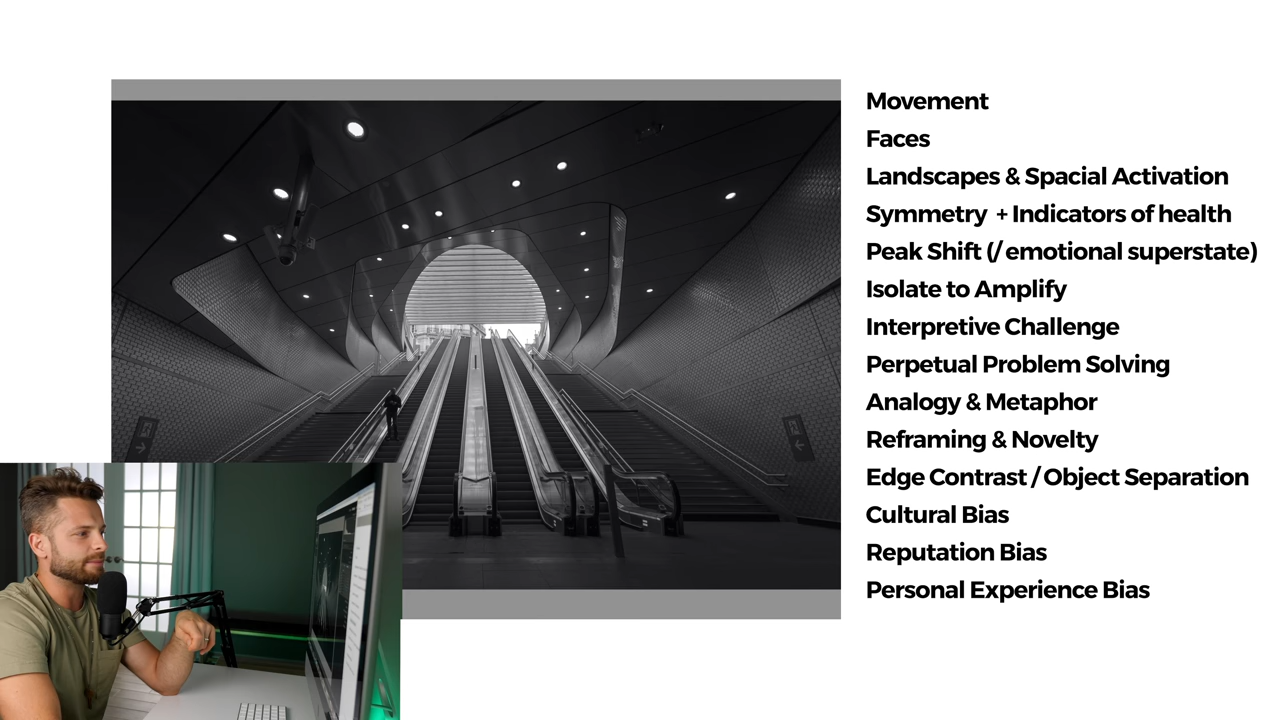 Movement
Faces
Landscapes & Spacial Activation
Symmetry + Indicators of health
Peak Shift (/ emotional superstate)
Isolate to Amplify
Interpretive Challenge
Perpetual Problem Solving
Analogy & Metaphor
Reframing & Novelty
Edge Contrast / Object Separation
Cultural Bias
Reputation Bias
Personal Experience Bias